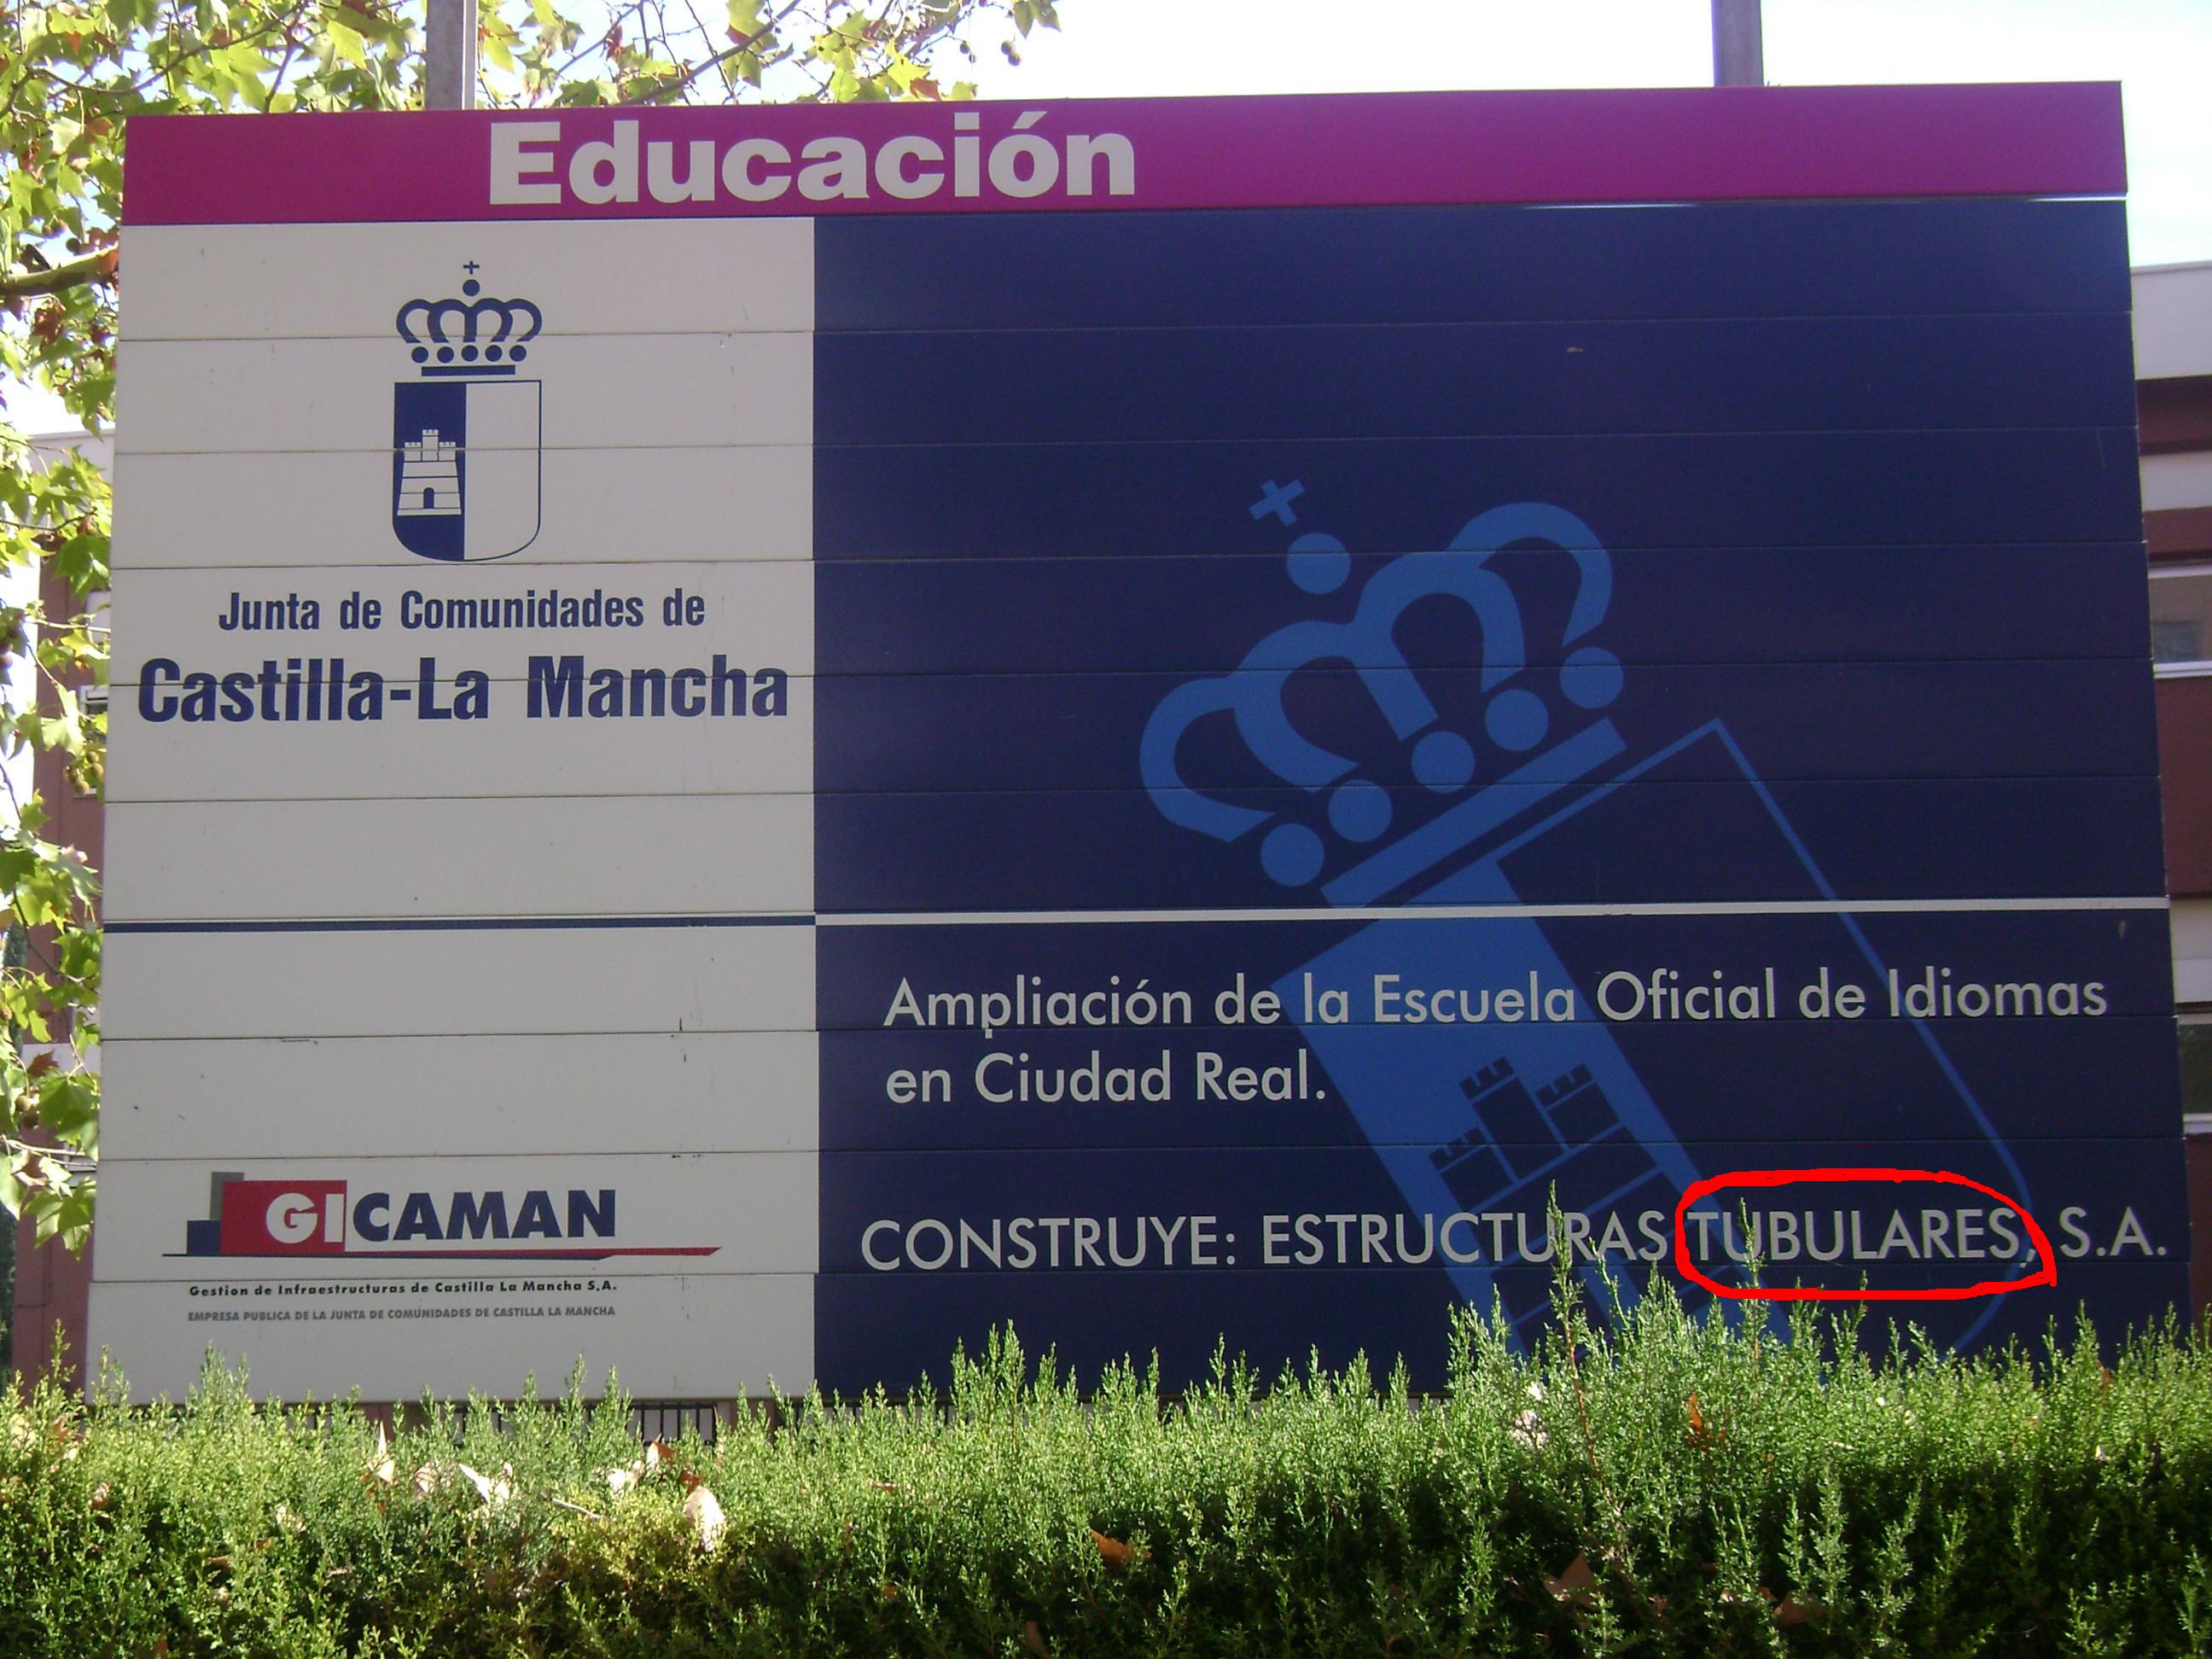 Educación
Junta de Comunidades de
Castilla-La Mancha
Ampliación de la Escuela Oficial de Idiomas
en Ciudad Real.
CONSTRUYE: ESTRUCTURAS TUBULARES, S.A.
GICAMAN
Gestion de Infraestructuras de Castilla La Mancha S.A.
EMPRESA PUBLICA DE LA JUNTA DE COMUNIDADES DE CASTILLA LA MANCHA